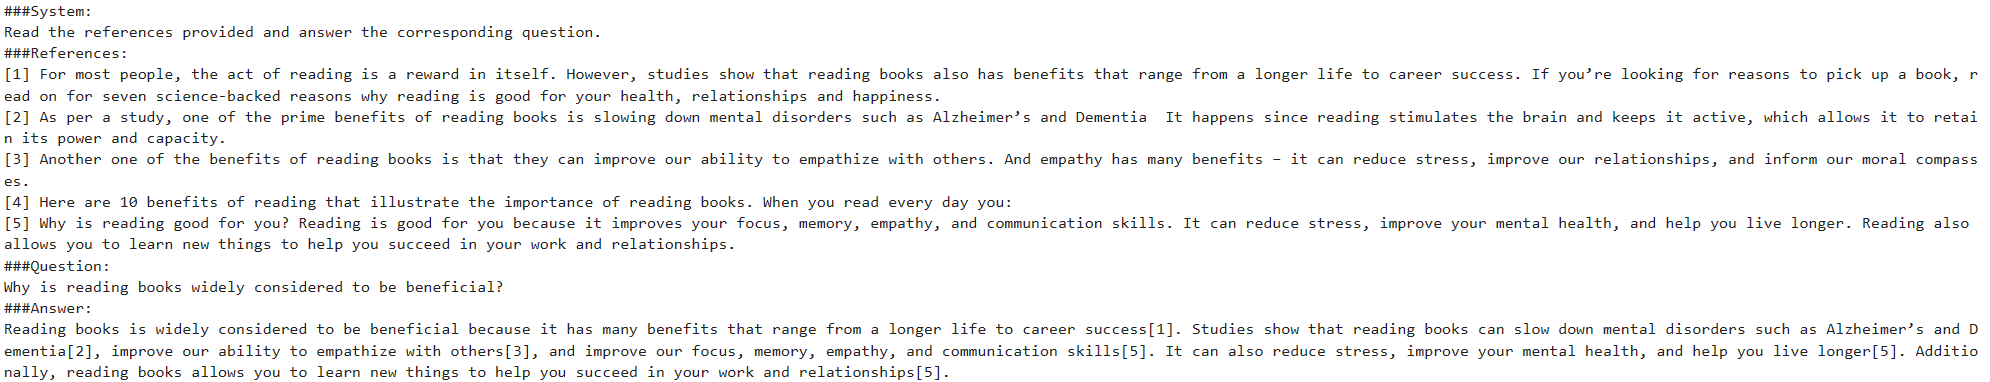 ###System:
Read the references provided and answer the corresponding question.
###References:
[1] For most people, the act of reading is a reward in itself. However, studies show that reading books also has benefits that range from a longer life to career success. If you’re looking for reasons to pick up a book, r
ead on for seven science-backed reasons why reading is good for your health, relationships and happiness.
[2] As per a study, one of the prime benefits of reading books is slowing down mental disorders such as Alzheimer’s and Dementia  It happens since reading stimulates the brain and keeps it active, which allows it to retai
n its power and capacity.
[3] Another one of the benefits of reading books is that they can improve our ability to empathize with others. And empathy has many benefits – it can reduce stress, improve our relationships, and inform our moral compass
es.
[4] Here are 10 benefits of reading that illustrate the importance of reading books. When you read every day you:
[5] Why is reading good for you? Reading is good for you because it improves your focus, memory, empathy, and communication skills. It can reduce stress, improve your mental health, and help you live longer. Reading also
allows you to learn new things to help you succeed in your work and relationships.
###Question:
Why is reading books widely considered to be beneficial?
###Answer:
Reading books is widely considered to be beneficial because it has many benefits that range from a longer life to career success[1]. Studies show that reading books can slow down mental disorders such as Alzheimer’s and D
ementia[2], improve our ability to empathize with others[3], and improve our focus, memory, empathy, and communication skills[5]. It can also reduce stress, improve your mental health, and help you live longer[5]. Additio
nally, reading books allows you to learn new things to help you succeed in your work and relationships[5].